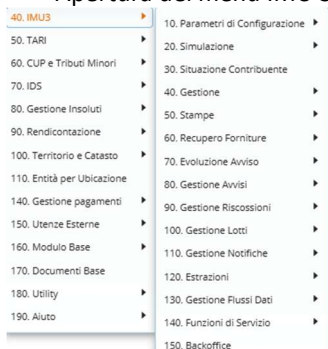 40. IMU3
50. TARI
60. CUP e Tributi Minori
70. IDS
80. Gestione Insoluti
90. Rendicontazione
100. Territorio e Catasto
110. Entità per Ubicazione
140. Gestione pagamenti
150. Utenze Esterne
160. Modulo Base
170. Documenti Base
180. Utility
190. Aiuto
10. Parametri di Configurazione
20. Simulazione
30. Situazione Contribuente
40. Gestione
50. Stampe
60. Recupero Forniture
70. Evoluzione Avviso
80. Gestione Avvisi
90. Gestione Riscossioni
100. Gestione Lotti
110. Gestione Notifiche
120. Estrazioni
130. Gestione Flussi Dati
140. Funzioni di Servizio
150. Backoffice